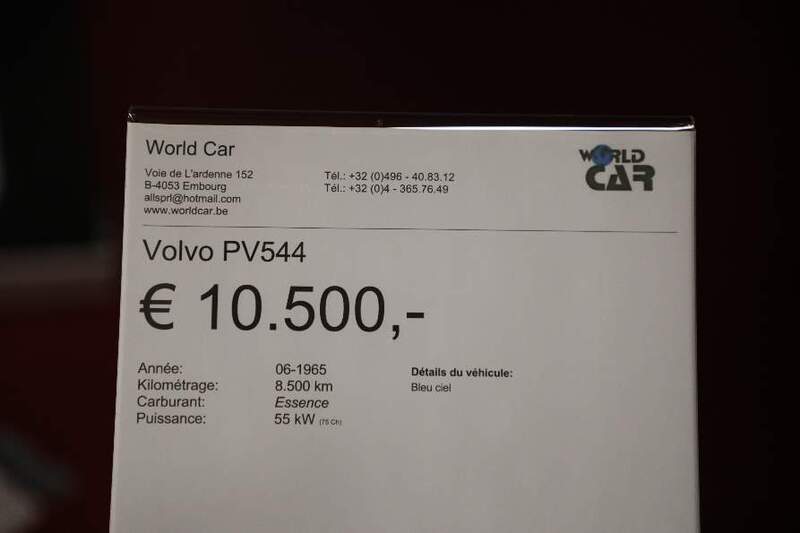 World Car
Voie de L'ardenne 152
B-4053 Embourg
allsprl@hotmail.com
www.worldcar.be
Tél.: +32 (0)496 - 40.83.12
Tél.: +32 (0)4 - 365.76.49
WORLD
CAR
Volvo PV544
€ 10.500,-
Année: 06-1965
Kilométrage: 8.500 km
Carburant: Essence
Puissance: 55 kW (75 Ch)
Détails du véhicule:
Bleu ciel